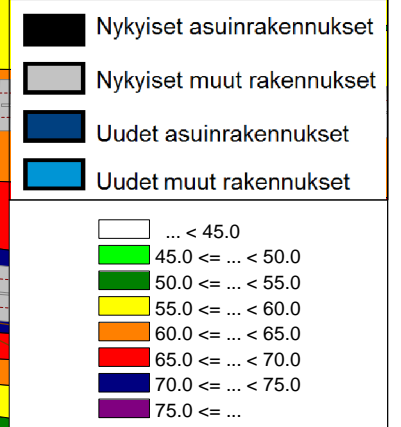 Nykyiset asuinrakennukset
Nykyiset muut rakennukset
Uudet asuinrakennukset
Uudet muut rakennukset
... < 45.0
45.0 <= ... < 50.0
50.0 <= ... < 55.0
55.0 <= ... < 60.0
60.0 <= ... < 65.0
65.0 <= ... < 70.0
70.0 <= ... < 75.0
75.0 <= ...